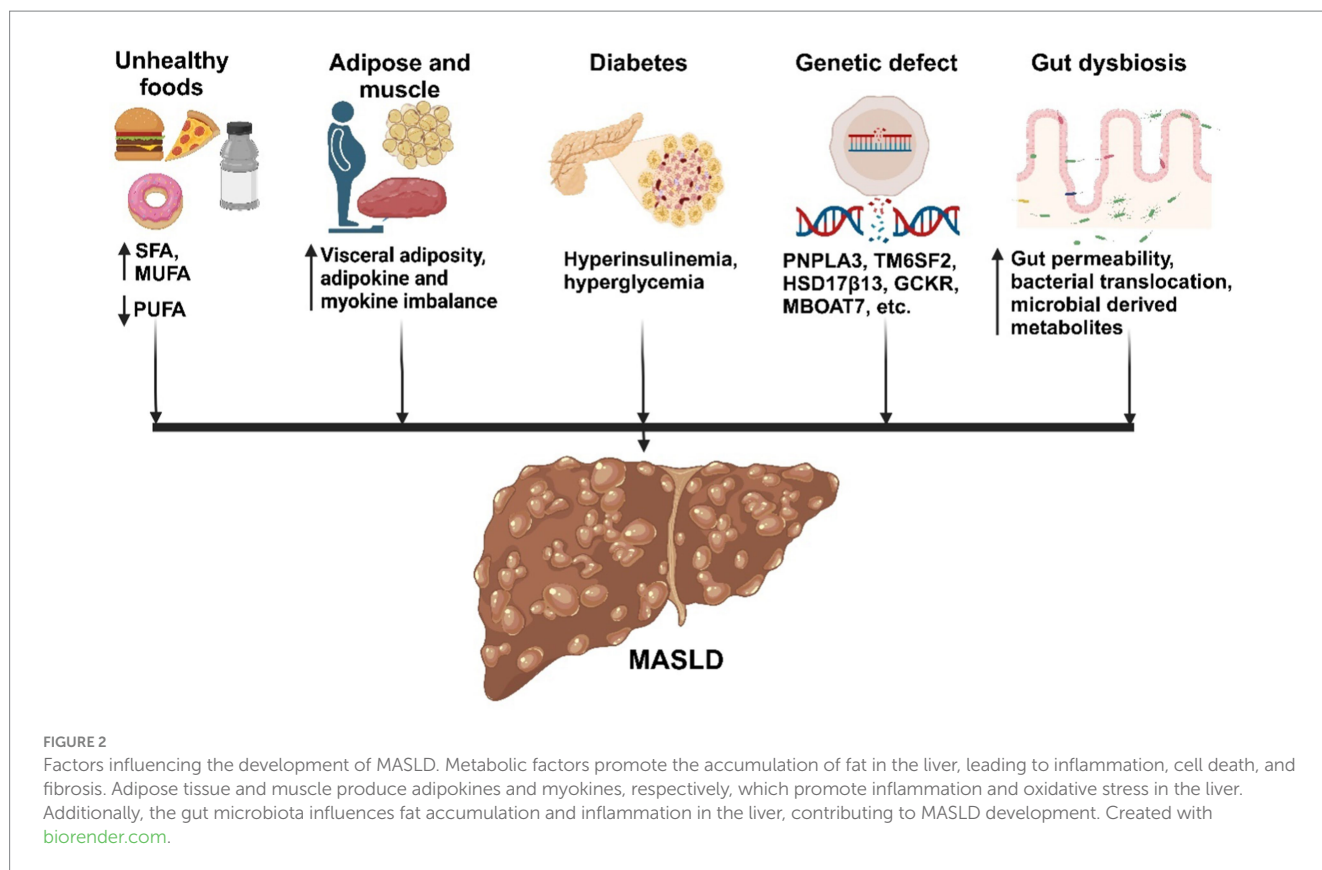 Unhealthy
foods
Adipose and
muscle
Diabetes
Genetic defect
Gut dysbiosis
SFA,
MUFA
PUFA
Visceral adiposity,
adipokine and
myokine imbalance
Hyperinsulinemia,
hyperglycemia
PNPLA3, TM6SF2,
HSD17β13, GCKR,
MBOAT7, etc.
Gut permeability,
bacterial translocation,
microbial derived
metabolites
MASLD
FIGURE 2
Factors influencing the development of MASLD. Metabolic factors promote the accumulation of fat in the liver, leading to inflammation, cell death, and
fibrosis. Adipose tissue and muscle produce adipokines and myokines, respectively, which promote inflammation and oxidative stress in the liver.
Additionally, the gut microbiota influences fat accumulation and inflammation in the liver, contributing to MASLD development. Created with
biorender.com.